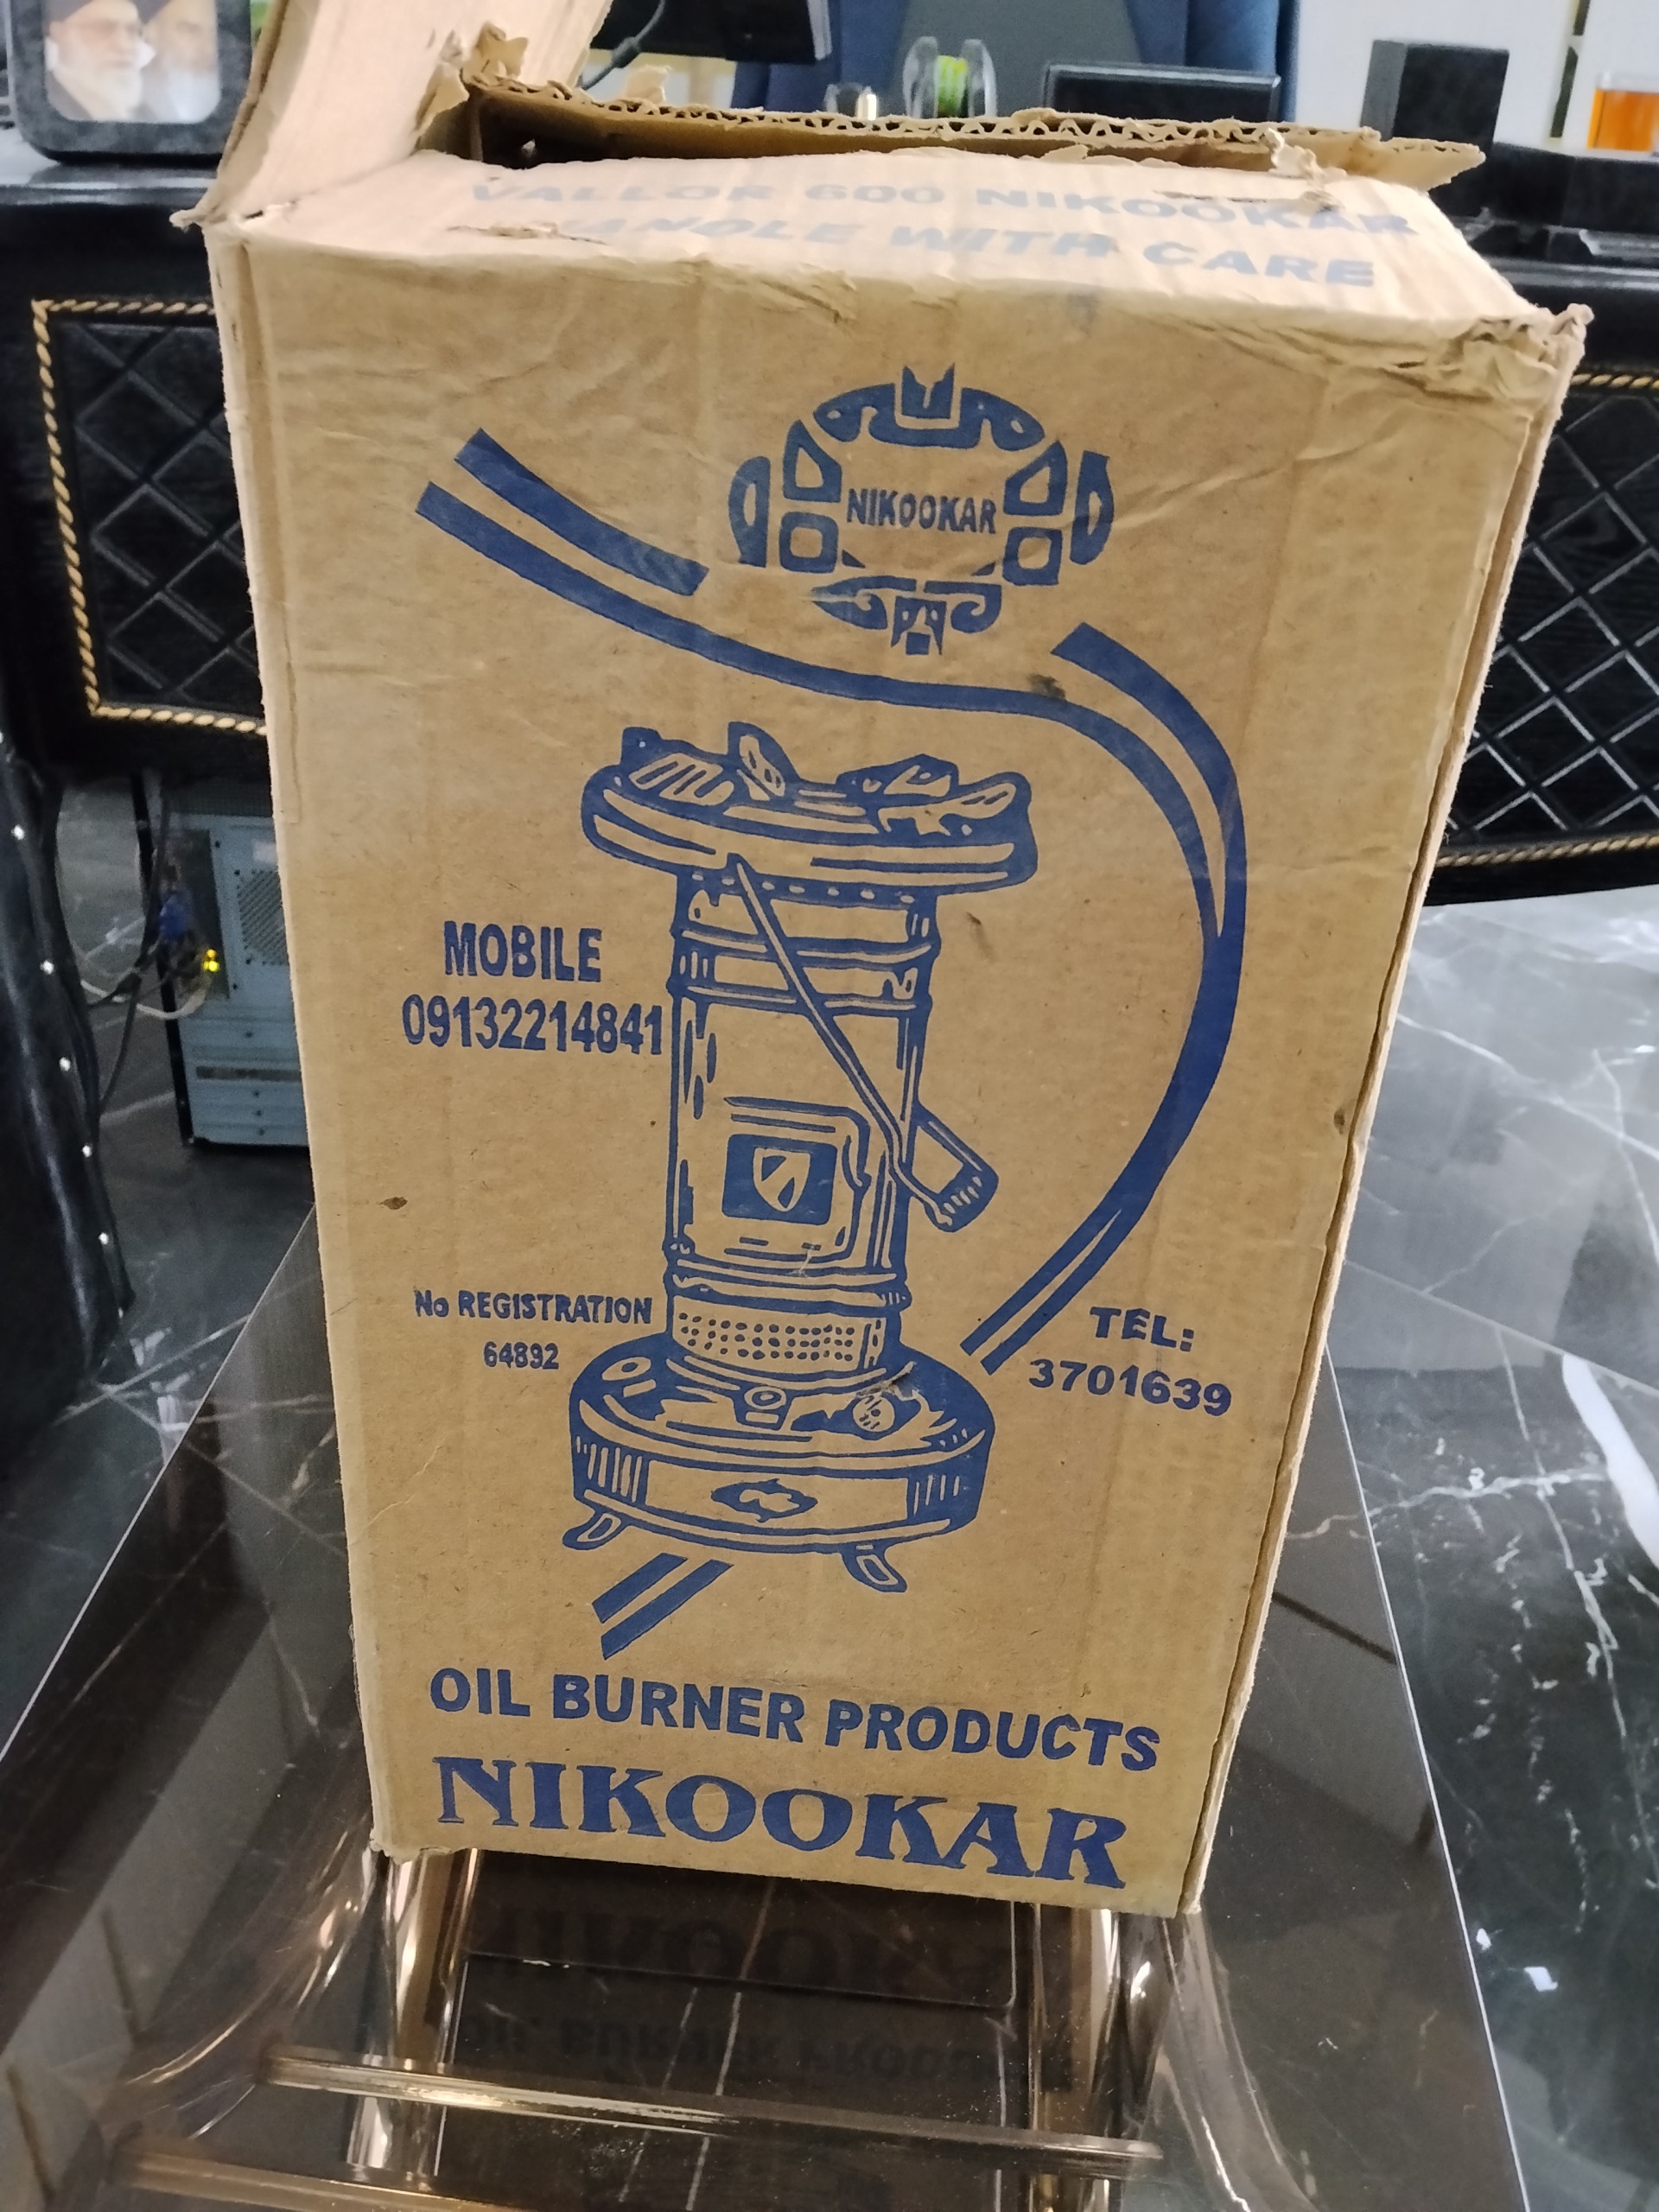 VALLOR 600 NIKOOKAR
HANDLE WITH CARE
NIKOOKAR
MOBILE
09132214841
No REGISTRATION
64892
TEL:
3701639
OIL BURNER PRODUCTS
NIKOOKAR